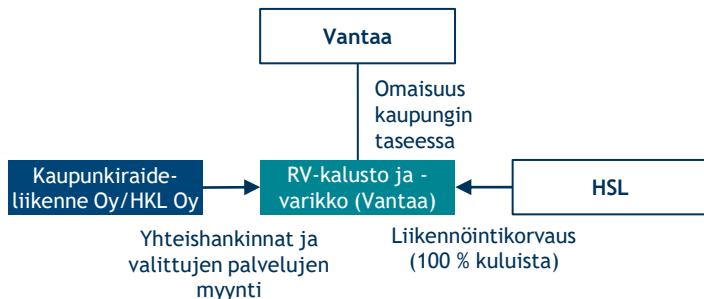 Vantaa
Omaisuus
kaupungin
taseessa
Kaupunkiraide-
liikenne Oy/HKL Oy
RV-kalusto ja -
varikko (Vantaa)
HSL
Yhteishankinnat ja
valittujen palvelujen
myynti
Liikennöintikorvaus
(100 % kuluista)